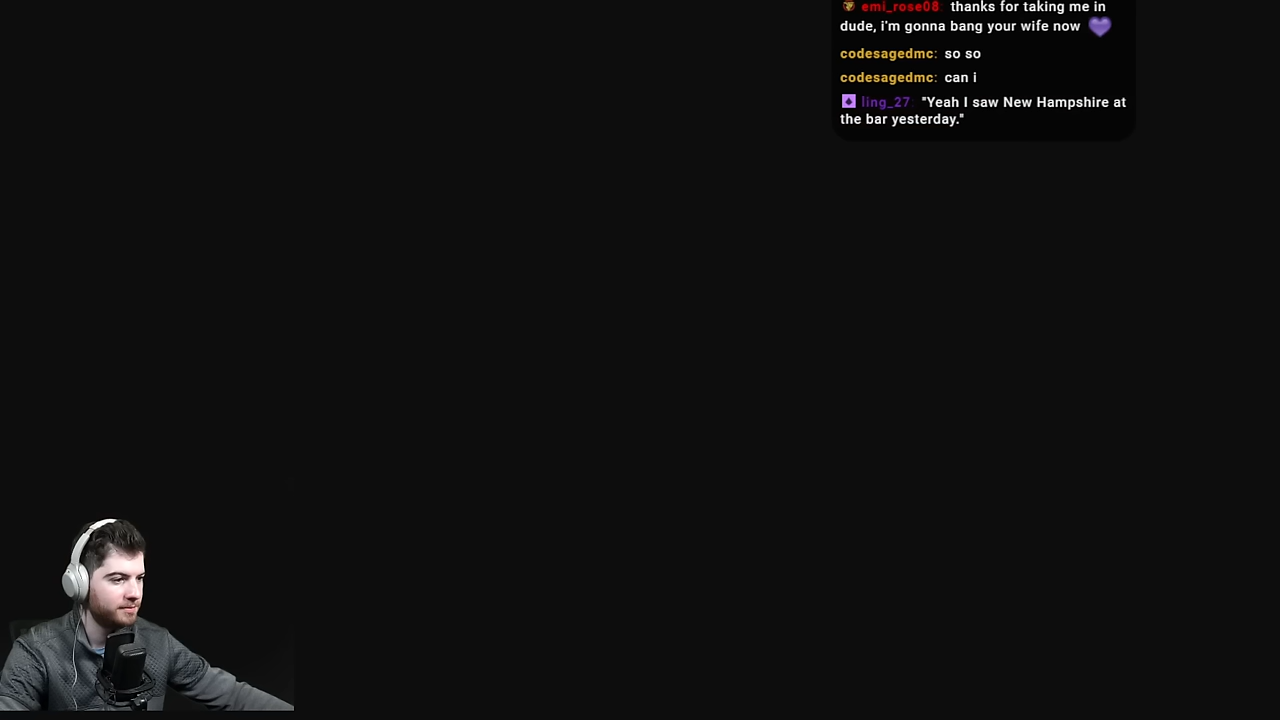 emi_rose08: thanks for taking me in
dude, i'm gonna bang your wife now
codesagedmc: so so
codesagedmc: can i
ling_27: "Yeah I saw New Hampshire at
the bar yesterday."